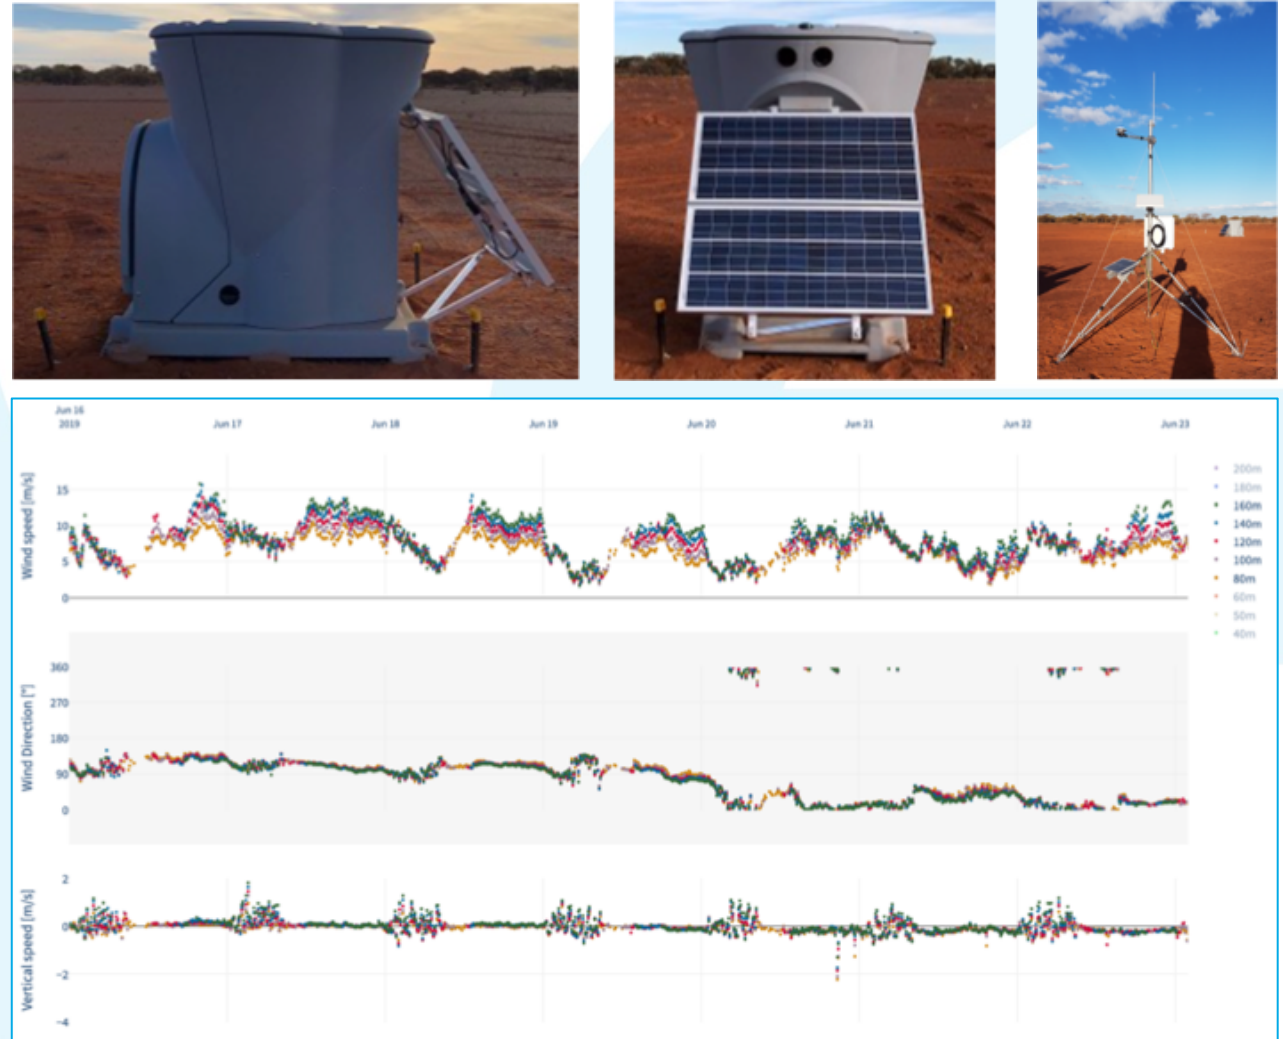 Jun 16
2019
Jun 17
Jun 18
Jun 19
Jun 20
Jun 21
Jun 22
Jun 23
Wind speed [m/s]
15
10
5
0
200m
180m
160m
140m
120m
100m
80m
60m
50m
40m
Wind Direction [°]
360
270
180
90
0
Vertical speed [m/s]
2
0
−2
−4